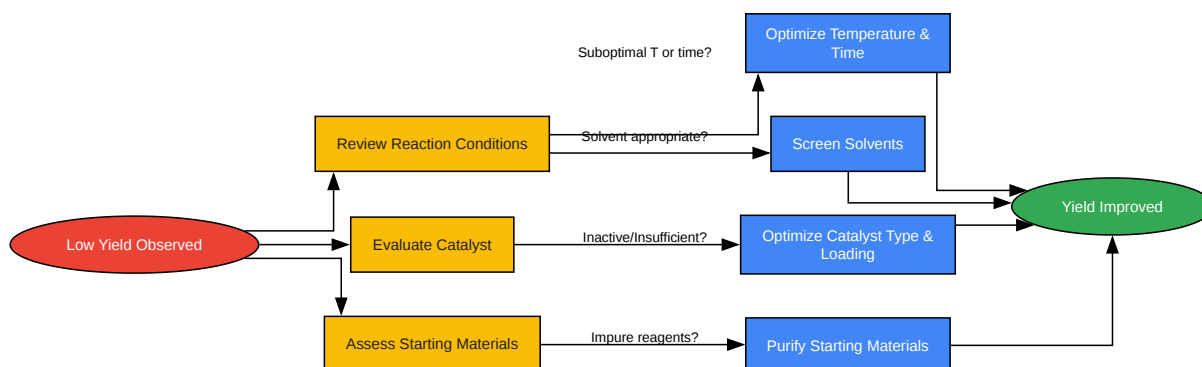 Optimize Temperature &
Time
Suboptimal T or time?
Review Reaction Conditions
Solvent appropriate?
Screen Solvents
Low Yield Observed
Evaluate Catalyst
Inactive/Insufficient?
Optimize Catalyst Type &
Loading
Yield Improved
Assess Starting Materials
Impure reagents?
Purify Starting Materials